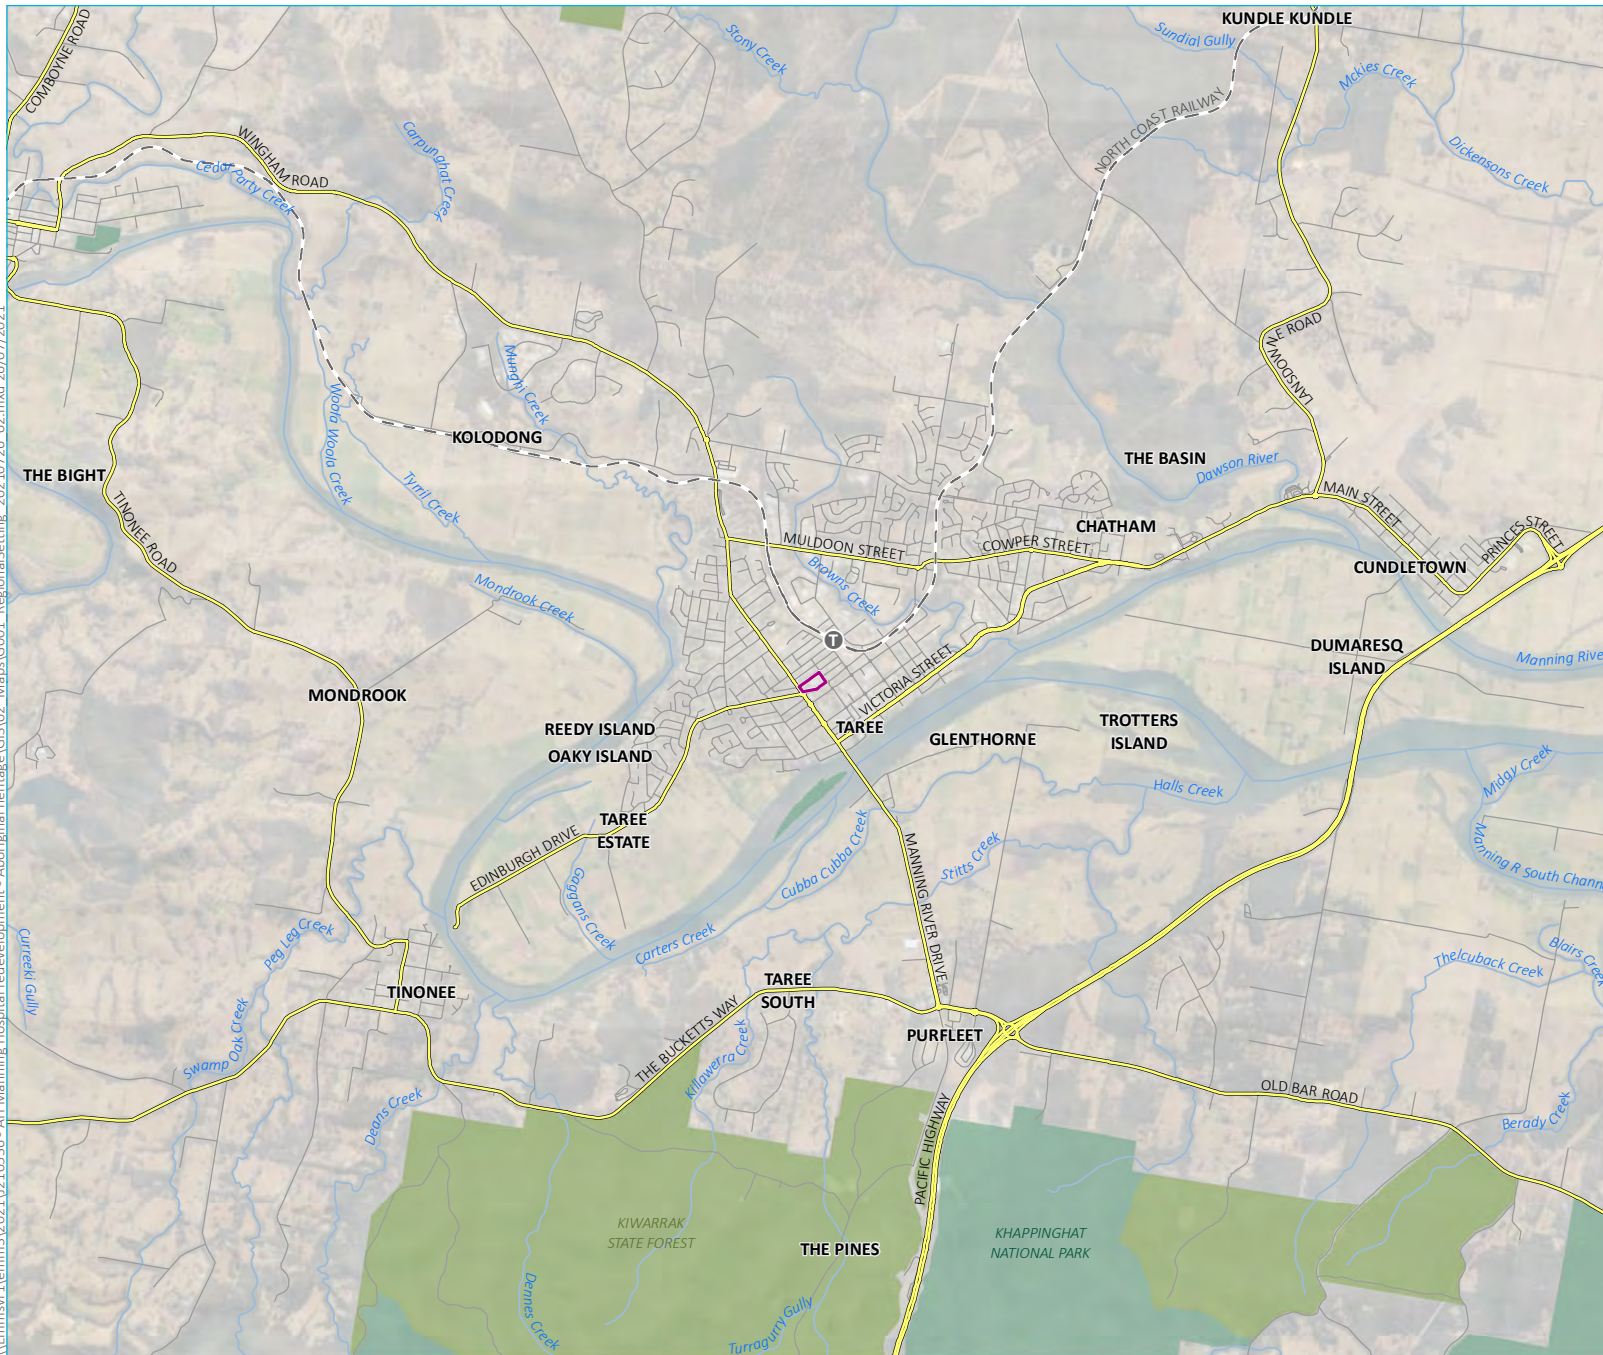 KUNDLE KUNDLE
COMBOYNE ROAD
Stony Creek
Sundial Gully
Mckies Creek
NORTH COAST RAILWAY
WINGHAM ROAD
Carpunghat Creek
Cedar Party Creek
Dickensons Creek
LANSDOWNE ROAD
Munghi Creek
Woola Woola Creek
KOLODONG
THE BASIN
Dawson River
THE BIGHT
Tyrril Creek
MAIN STREET
TINONEE ROAD
CHATHAM
PRINCES STREET
MULDOON STREET
COWPER STREET
CUNDLETOWN
Browns Creek
Mondrook Creek
T
DUMARESQ
ISLAND
Manning Rive
VICTORIA STREET
MONDROOK
REEDY ISLAND
OAKY ISLAND
TAREE
GLENTHORNE
TROTTERS
ISLAND
Halls Creek
Midgy Creek
TAREE
ESTATE
EDINBURGH DRIVE
Cubba Cubba Creek
MANNING RIVER DRIVE
Stitts Creek
Manning R South Chann
Gaggans Creek
Peg Leg Creek
Carters Creek
Curreeki Gully
Blairs Creek
Thelcuback Creek
TINONEE
TAREE
SOUTH
THE BUCKETTS WAY
PURFLEET
Swamp Oak Creek
Killawerra Creek
Deans Creek
OLD BAR ROAD
Berady Creek
PACIFIC HIGHWAY
KIWARRAK
STATE FOREST
THE PINES
KHAPPINGHAT
NATIONAL PARK
Dennes Creek
Turragurry Gully